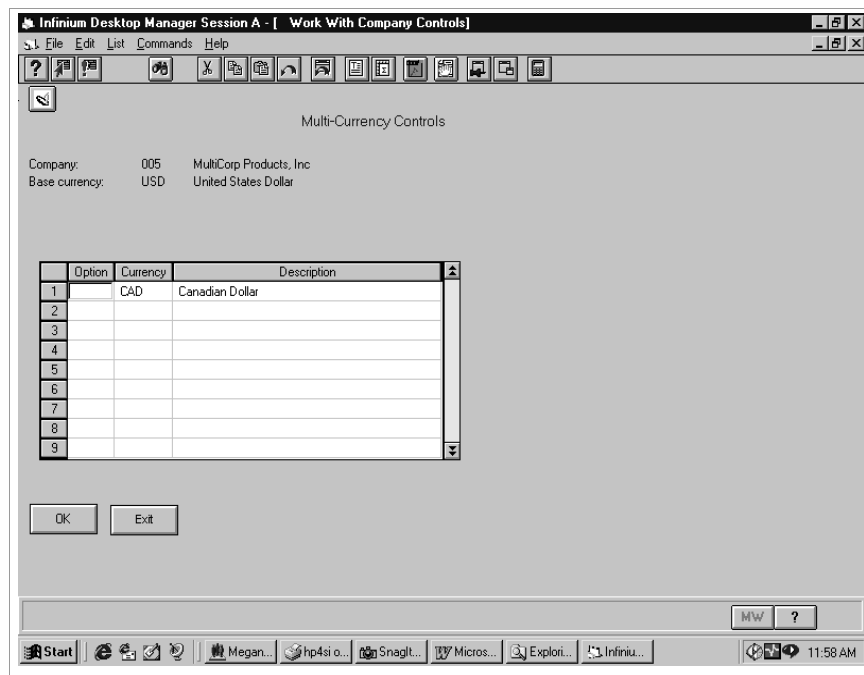 Infinium Desktop Manager Session A - [ Work With Company Controls]
File Edit List Commands Help
Multi-Currency Controls
Company: 005 MultiCorp Products, Inc
Base currency: USD United States Dollar
Option Currency Description
1 CAD Canadian Dollar
2
3
4
5
6
7
8
9
OK Exit
MW ?
Start Megan... hp4si o... SnagIt... Micros... Explori... Infiniu... 11:58 AM